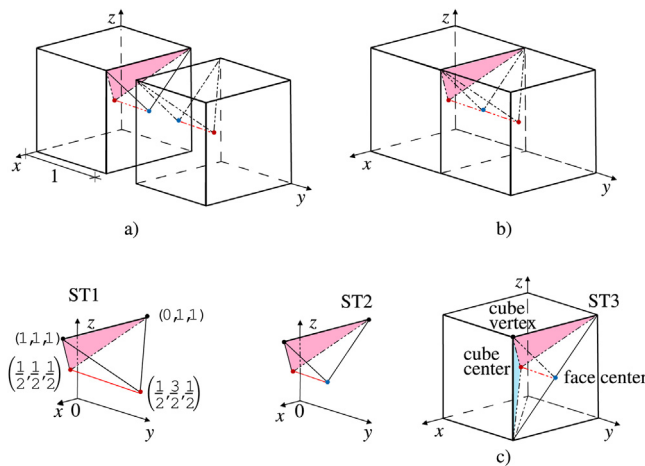 z
z
x
1
y
x
y
a)
b)
ST1
z
(0,1,1)
(1,1,1)
(1/2, 1/2, 1/2)
(1/2, 3/2, 1/2)
x 0
y
ST2
z
x
0
y
z
cube
vertex
ST3
cube
center
face center
x
y
c)